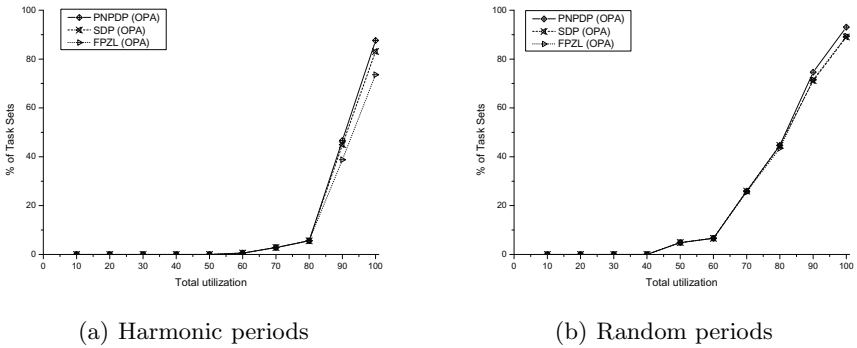 PNPDP (OPA)
SDP (OPA)
FPZL (OPA)
% of Task Sets
100
80
60
40
20
0
0 10 20 30 40 50 60 70 80 90 100
Total utilization
(a) Harmonic periods
PNPDP (OPA)
SDP (OPA)
FPZL (OPA)
% of Task Sets
100
80
60
40
20
0
0 10 20 30 40 50 60 70 80 90 100
Total utilization
(b) Random periods